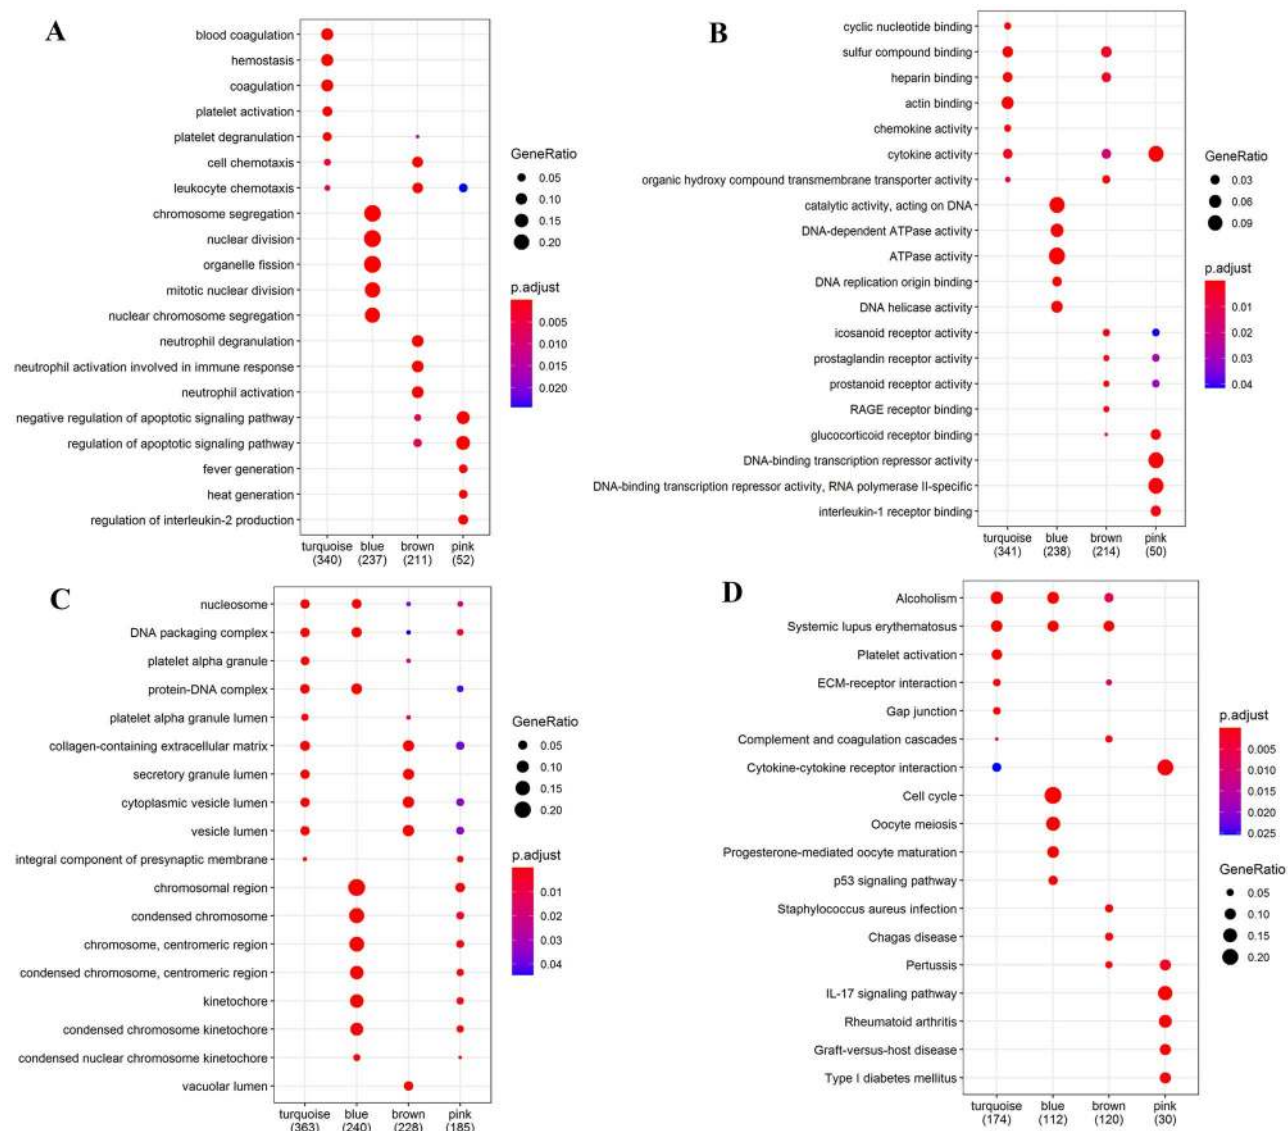 A
blood coagulation
hemostasis
coagulation
platelet activation
platelet degranulation
cell chemotaxis
leukocyte chemotaxis
chromosome segregation
nuclear division
organelle fission
mitotic nuclear division
nuclear chromosome segregation
neutrophil degranulation
neutrophil activation involved in immune response
neutrophil activation
negative regulation of apoptotic signaling pathway
regulation of apoptotic signaling pathway
fever generation
heat generation
regulation of interleukin-2 production
turquoise blue brown pink
(340) (237) (211) (52)
GeneRatio
0.05
0.10
0.15
0.20
p.adjust
0.005
0.010
0.015
0.020
B
cyclic nucleotide binding
sulfur compound binding
heparin binding
actin binding
chemokine activity
cytokine activity
organic hydroxy compound transmembrane transporter activity
catalytic activity, acting on DNA
DNA-dependent ATPase activity
ATPase activity
DNA replication origin binding
DNA helicase activity
icosanoid receptor activity
prostaglandin receptor activity
prostanoid receptor activity
RAGE receptor binding
glucocorticoid receptor binding
DNA-binding transcription repressor activity
DNA-binding transcription repressor activity, RNA polymerase II-specific
interleukin-1 receptor binding
turquoise blue brown pink
(341) (238) (214) (50)
GeneRatio
0.03
0.06
0.09
p.adjust
0.01
0.02
0.03
0.04
C
nucleosome
DNA packaging complex
platelet alpha granule
protein-DNA complex
platelet alpha granule lumen
collagen-containing extracellular matrix
secretory granule lumen
cytoplasmic vesicle lumen
vesicle lumen
integral component of presynaptic membrane
chromosomal region
condensed chromosome
chromosome, centromeric region
condensed chromosome, centromeric region
kinetochore
condensed chromosome kinetochore
condensed nuclear chromosome kinetochore
vacuolar lumen
turquoise blue brown pink
(363) (240) (228) (185)
GeneRatio
0.05
0.10
0.15
0.20
p.adjust
0.01
0.02
0.03
0.04
D
Alcoholism
Systemic lupus erythematosus
Platelet activation
ECM-receptor interaction
Gap junction
Complement and coagulation cascades
Cytokine-cytokine receptor interaction
Cell cycle
Oocyte meiosis
Progesterone-mediated oocyte maturation
p53 signaling pathway
Staphylococcus aureus infection
Chagas disease
Pertussis
IL-17 signaling pathway
Rheumatoid arthritis
Graft-versus-host disease
Type I diabetes mellitus
turquoise blue brown pink
(174) (112) (120) (30)
p.adjust
0.005
0.010
0.015
0.020
0.025
GeneRatio
0.05
0.10
0.15
0.20